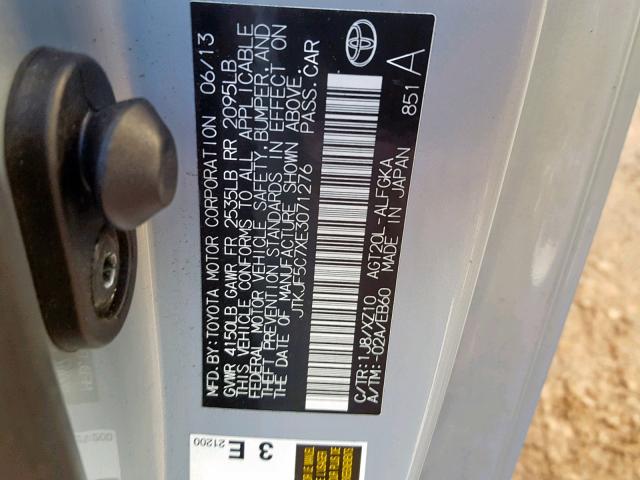 MFD.BY:TOYOTA MOTOR CORPORATION 06/13
GVWR 4150LB GAWR FR 2535LB RR 2095LB
THIS VEHICLE CONFORMS TO ALL APPLICABLE
FEDERAL MOTOR VEHICLE SAFETY, BUMPER, AND
THEFT PREVENTION STANDARDS IN EFFECT ON
THE DATE OF MANUFACTURE SHOWN ABOVE.
JTKJF5C7XE3071276 PASS. CAR
C/TR:1J8/XZ10 AGT20L-ALFGKA
A/TM:-02A/EB60 MADE IN JAPAN 851 A
3 E
21200